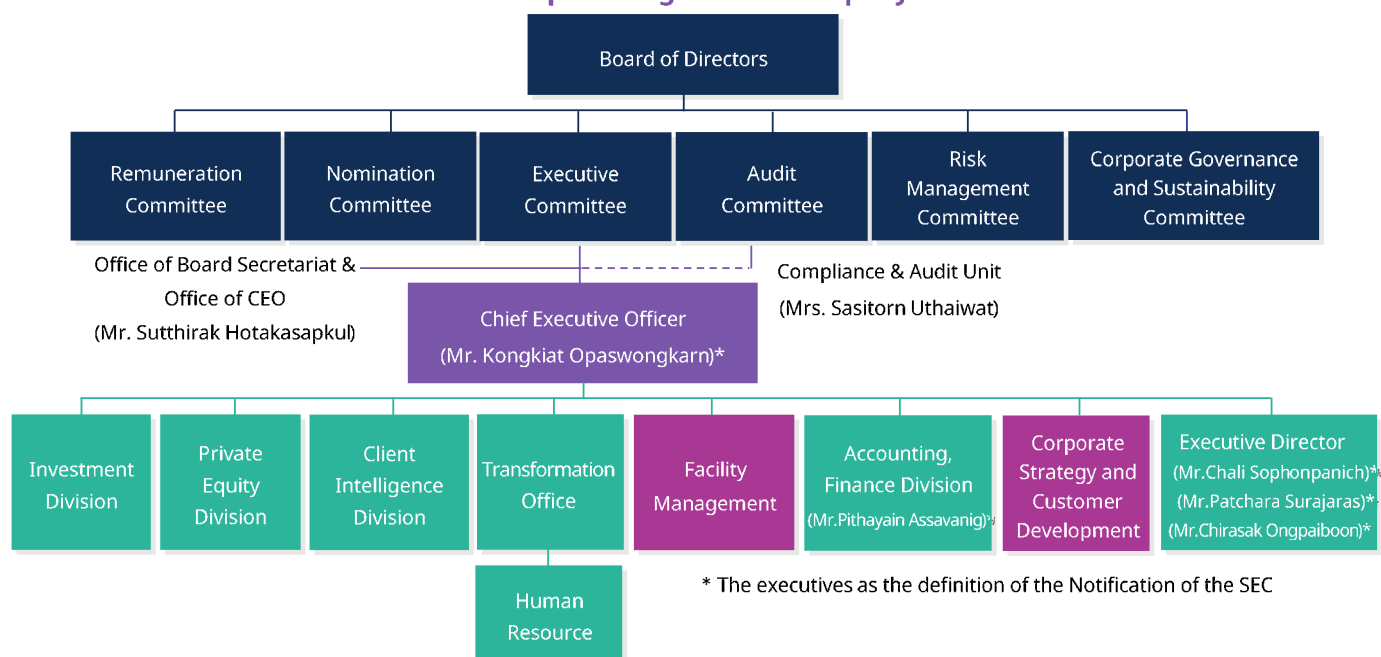 Board of Directors
Remuneration
Committee
Nomination
Committee
Executive
Committee
Audit
Committee
Risk
Management
Committee
Corporate Governance
and Sustainability
Committee
Office of Board Secretariat &
Office of CEO
(Mr. Sutthirak Hotakasapkul)
Compliance & Audit Unit
(Mrs. Sasitorn Uthaiwat)
Chief Executive Officer
(Mr. Kongkiat Opaswongkarn)*
Investment
Division
Private
Equity
Division
Client
Intelligence
Division
Transformation
Office
Facility
Management
Accounting,
Finance Division
(Mr.Pithayain Assavanig)*
Corporate
Strategy and
Customer
Development
Executive Director
(Mr.Chali Sophonpanich)*
(Mr.Patchara Surajaras)*
(Mr.Chirasak Ongpaiboon)*
Human
Resource
* The executives as the definition of the Notification of the SEC